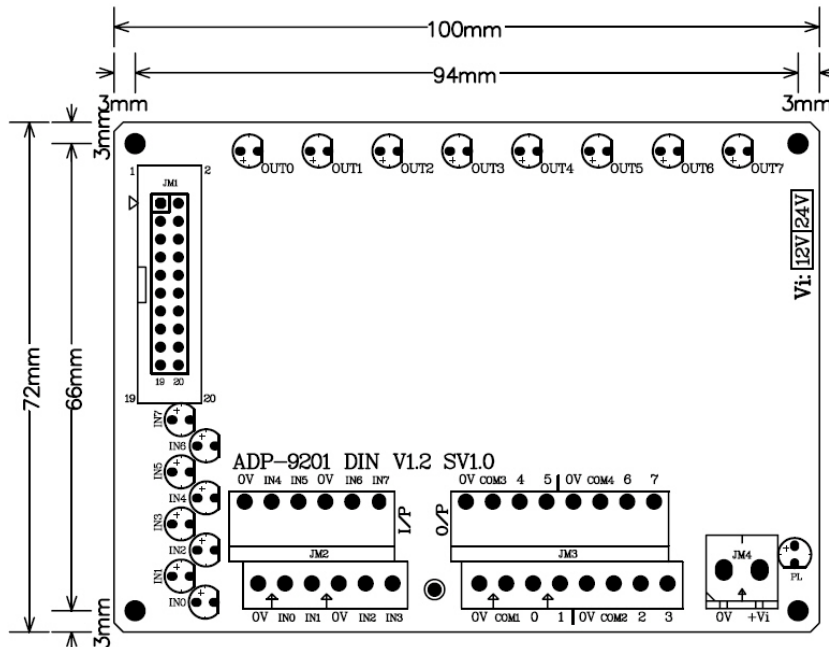 100mm
94mm
3mm 3mm
3mm
72mm
66mm
3mm
OUT0 OUT1 OUT2 OUT3 OUT4 OUT5 OUT6 OUT7
1 2
JM1
19 20
19 20
Vi: 12V 24V
IN7
IN6
IN5
IN4
IN3
IN2
IN1
IN0
ADP-9201 DIN V1.2 SV1.0
0V IN4 IN5 0V IN6 IN7
I/P
JM2
0V IN0 IN1 0V IN2 IN3
O/P
0V COM3 4 5 0V COM4 6 7
JM3
0V COM1 0 1 0V COM2 2 3
JM4
0V +Vi
PL